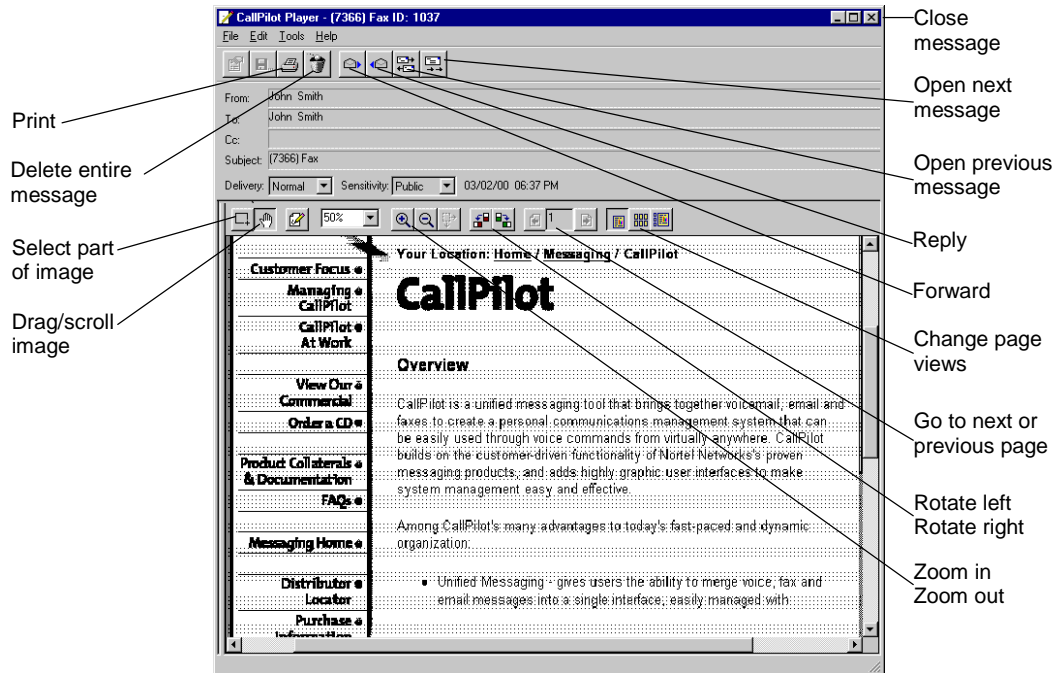 CallPilot Player - (7366) Fax ID: 1037
File Edit Tools Help
From: John Smith
To: John Smith
Cc:
Subject: (7366) Fax
Delivery: Normal Sensitivity: Public 03/02/00 06:37 PM
50% 1
Print
Delete entire
message
Select part
of image
Drag/scroll
image
Close
message
Open next
message
Open previous
message
Reply
Forward
Change page
views
Go to next or
previous page
Rotate left
Rotate right
Zoom in
Zoom out
Customer Focus
Managing
CallPilot
CallPilot
At Work
View Our
Commercial
Order a CD
Product Collaterals
& Documentation
FAQs
Messaging Home
Distributor
Locator
Purchase
Information
Your Location: Home / Messaging / CallPilot
CallPilot
Overview
CallPilot is a unified messaging tool that brings together voicemail, email and
faxes to create a personal communications management system that can
be easily used through voice commands from virtually anywhere. CallPilot
builds on the customer-driven functionality of Nortel Networks's proven
messaging products, and adds highly graphic user interfaces to make
system management easy and effective.
Among CallPilot's many advantages to today's fast-paced and dynamic
organization:
• Unified Messaging - gives users the ability to merge voice, fax and
email messages into a single interface, easily managed with